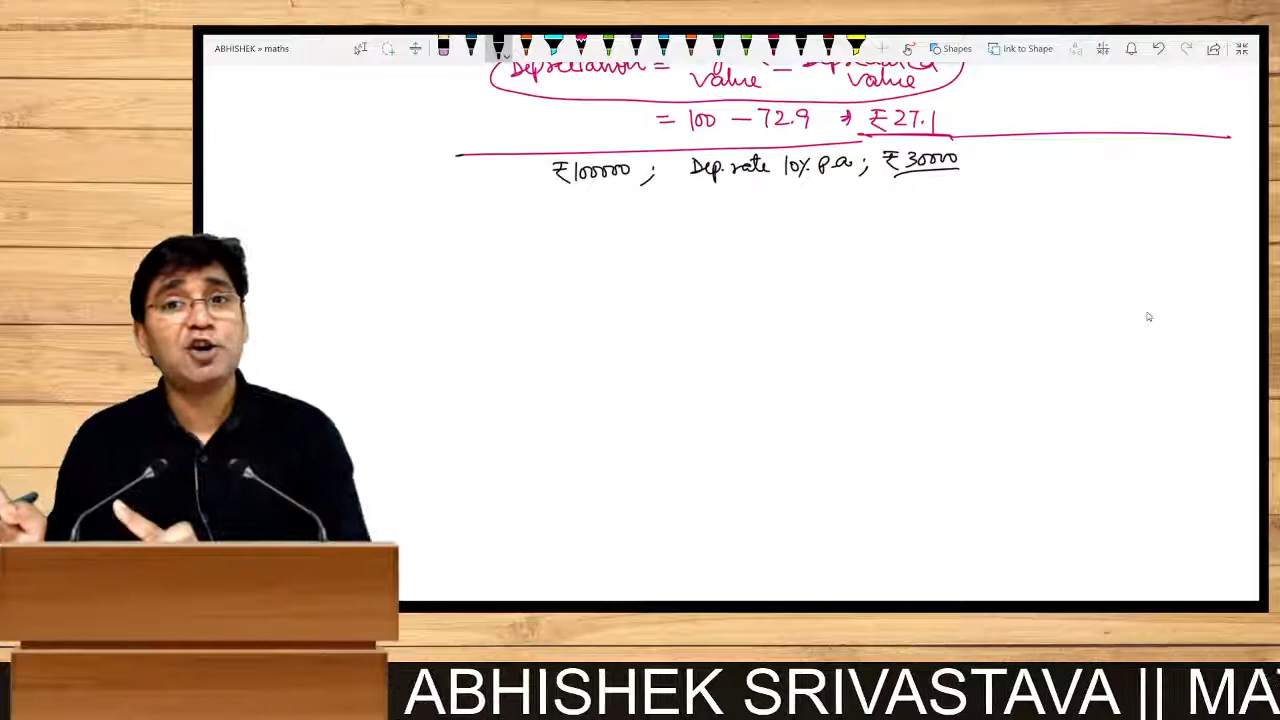 ABHISHEK » maths
Shapes
Ink to Shape
Depreciation =
value – value
= 100 – 72.9 ⇒ ₹27.1
₹100000 ; Dep. rate 10% p.a ; ₹30000
ABHISHEK SRIVASTAVA || MA